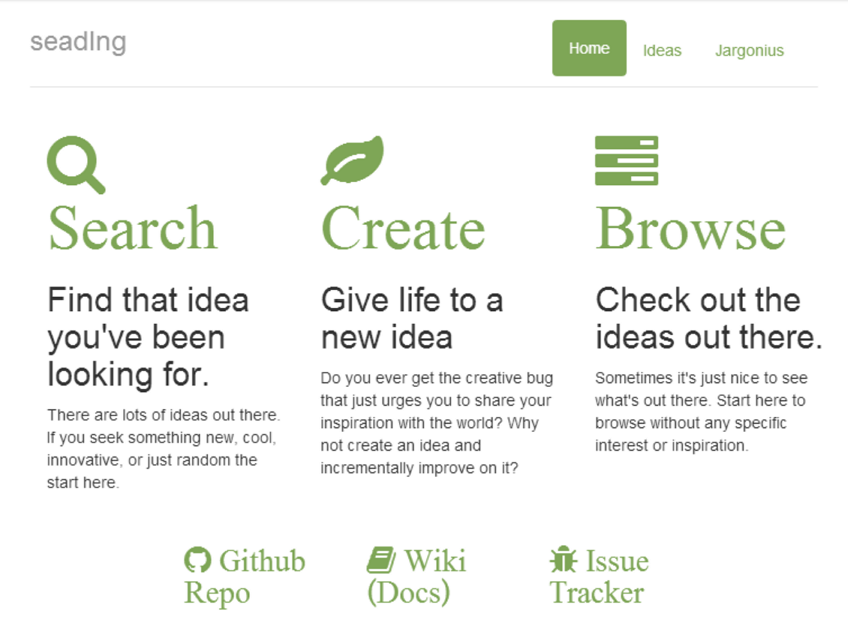 seadIng
Home
Ideas
Jargonius
Search
Find that idea
you've been
looking for.
There are lots of ideas out there.
If you seek something new, cool,
innovative, or just random the
start here.
Create
Give life to a
new idea
Do you ever get the creative bug
that just urges you to share your
inspiration with the world? Why
not create an idea and
incrementally improve on it?
Browse
Check out the
ideas out there.
Sometimes it's just nice to see
what's out there. Start here to
browse without any specific
interest or inspiration.
Github
Repo
Wiki
(Docs)
Issue
Tracker